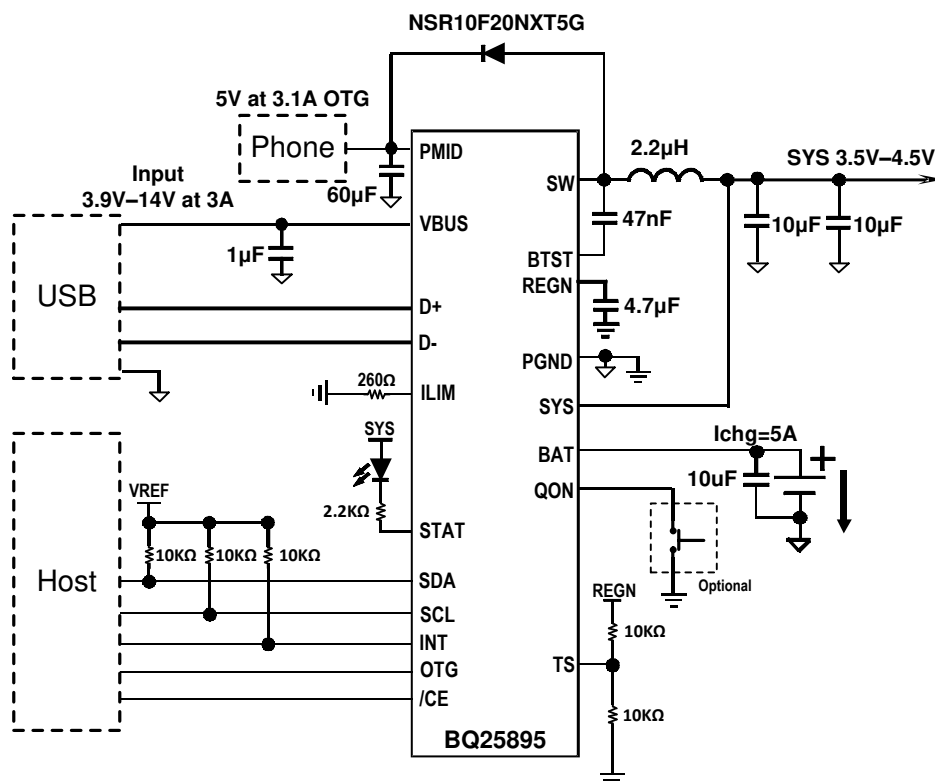 NSR10F20NXT5G
5V at 3.1A OTG
Phone
PMID
60µF
Input
3.9V–14V at 3A
VBUS
1µF
USB
D+
D-
260Ω
ILIM
SYS
2.2KΩ
STAT
VREF
10KΩ
10KΩ
10KΩ
Host
SDA
SCL
INT
OTG
/CE
BQ25895
SW
2.2µH
SYS 3.5V–4.5V
47nF
10µF
10µF
BTST
REGN
4.7µF
PGND
SYS
Ichg=5A
BAT
+
10uF
QON
Optional
REGN
10KΩ
TS
10KΩ